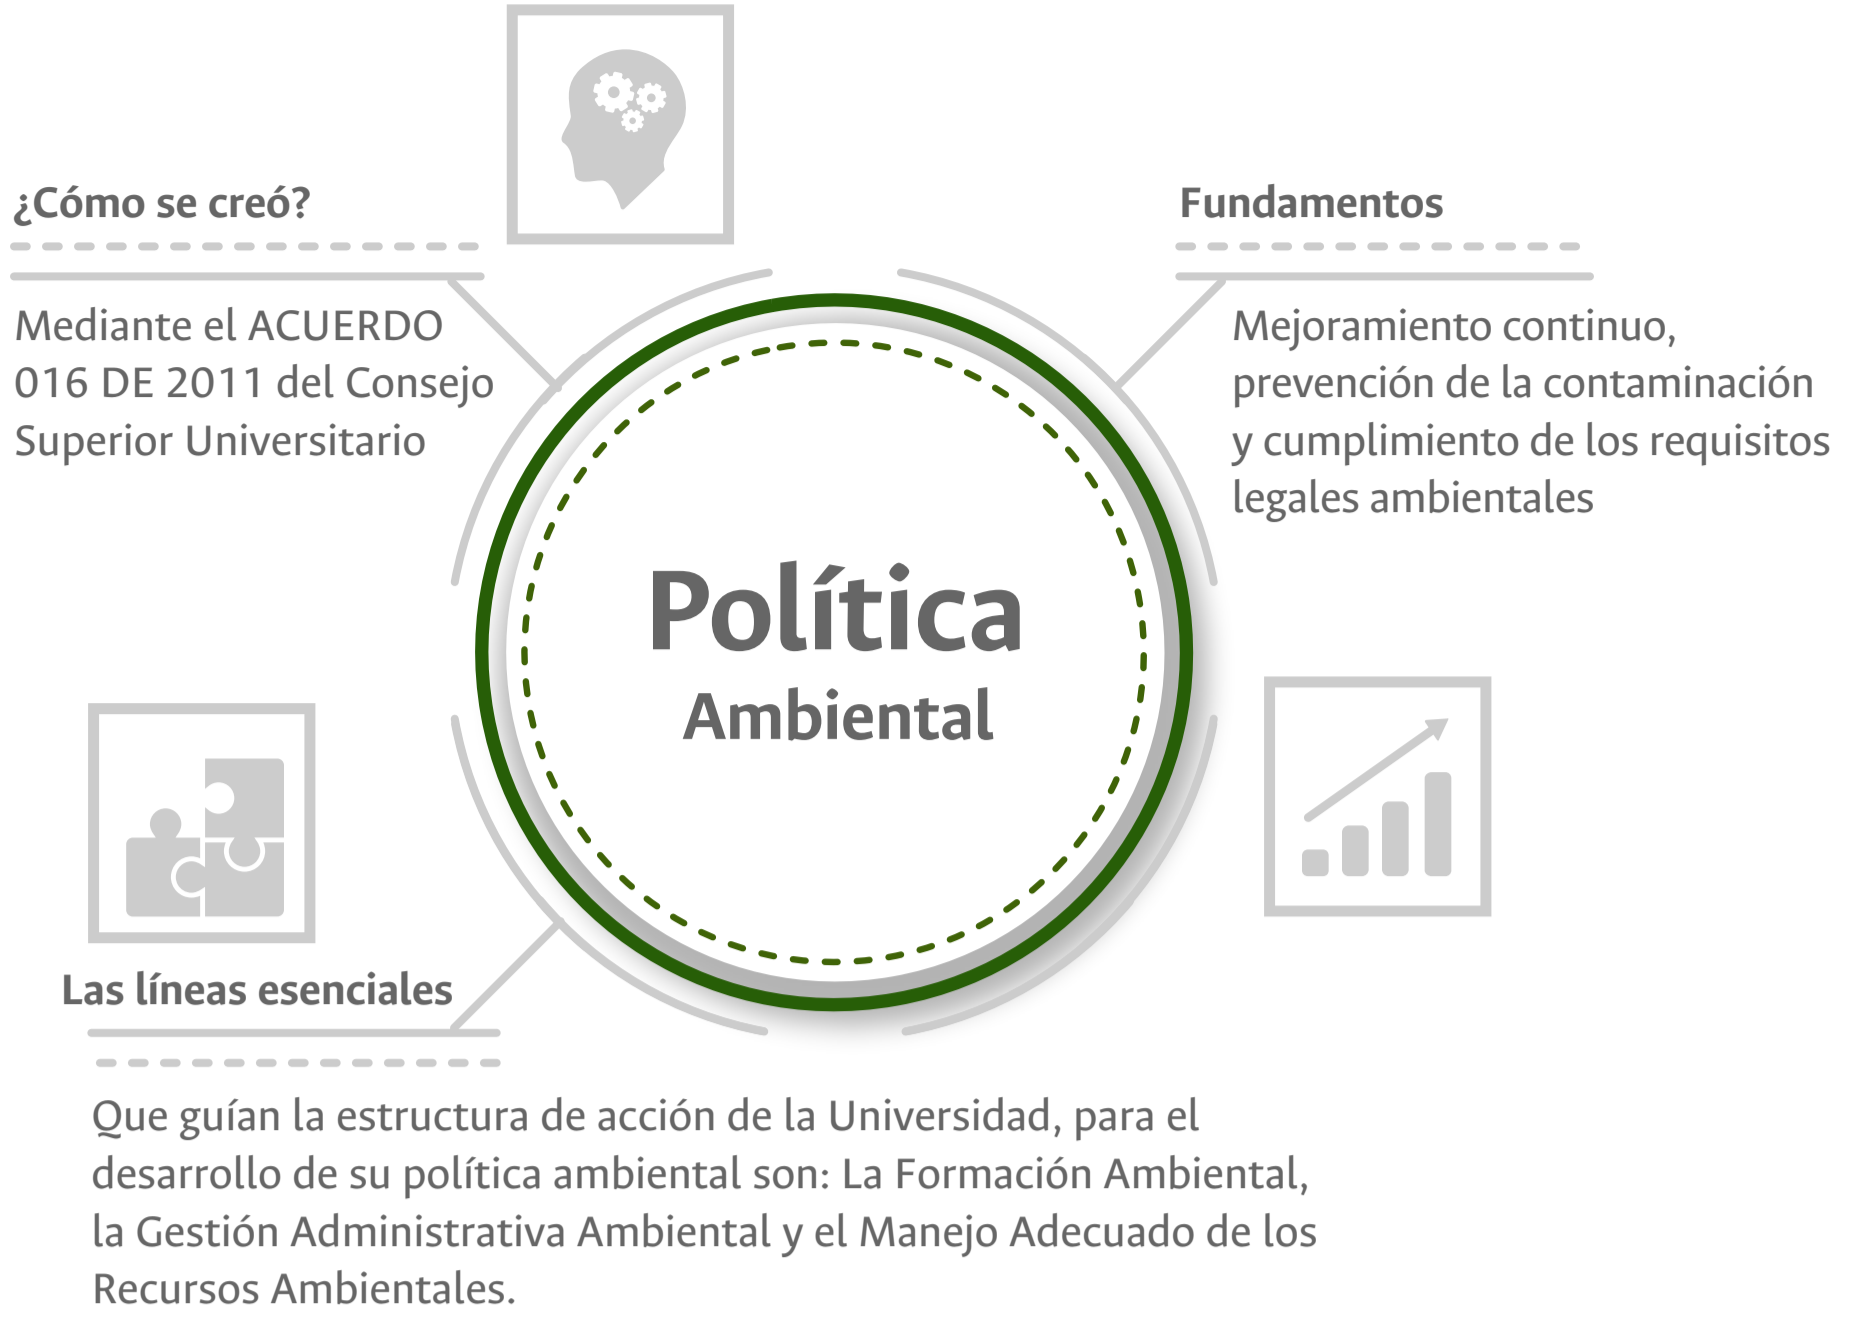 ¿Cómo se creó?
Mediante el ACUERDO
016 DE 2011 del Consejo
Superior Universitario
Fundamentos
Mejoramiento continuo,
prevención de la contaminación
y cumplimiento de los requisitos
legales ambientales
Política
Ambiental
Las líneas esenciales
Que guían la estructura de acción de la Universidad, para el
desarrollo de su política ambiental son: La Formación Ambiental,
la Gestión Administrativa Ambiental y el Manejo Adecuado de los
Recursos Ambientales.